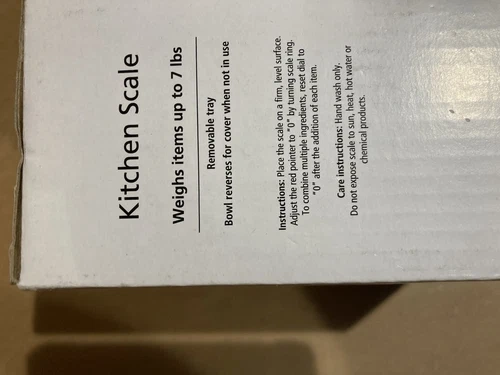 Kitchen Scale
Weighs items up to 7 lbs
Removable tray
Bowl reverses for cover when not in use
Instructions: Place the scale on a firm, level surface.
Adjust the red pointer to "0" by turning scale ring.
To combine multiple ingredients, reset dial to
"0" after the addition of each item.
Care instructions: Hand wash only.
Do not expose scale to sun, heat, hot water or
chemical products.